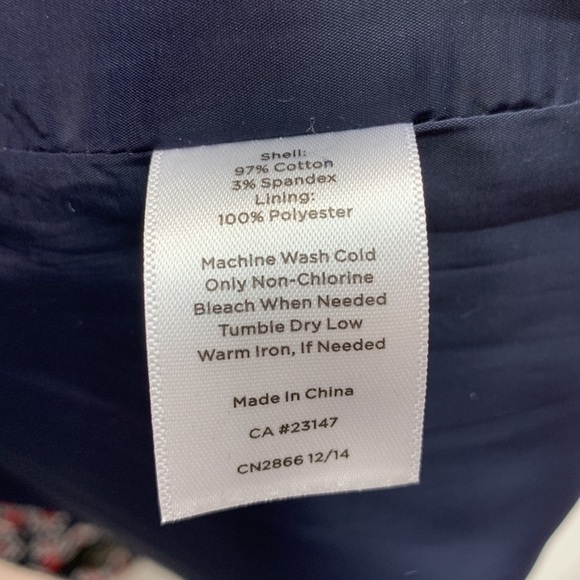 Shell:
97% Cotton
3% Spandex
Lining:
100% Polyester
Machine Wash Cold
Only Non-Chlorine
Bleach When Needed
Tumble Dry Low
Warm Iron, If Needed
Made In China
CA #23147
CN2866 12/14